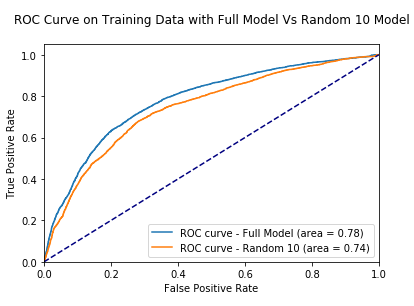 ROC Curve on Training Data with Full Model Vs Random 10 Model
1.0
0.8
0.6
0.4
0.2
0.0
True Positive Rate
ROC curve - Full Model (area = 0.78)
ROC curve - Random 10 (area = 0.74)
0.0 0.2 0.4 0.6 0.8 1.0
False Positive Rate